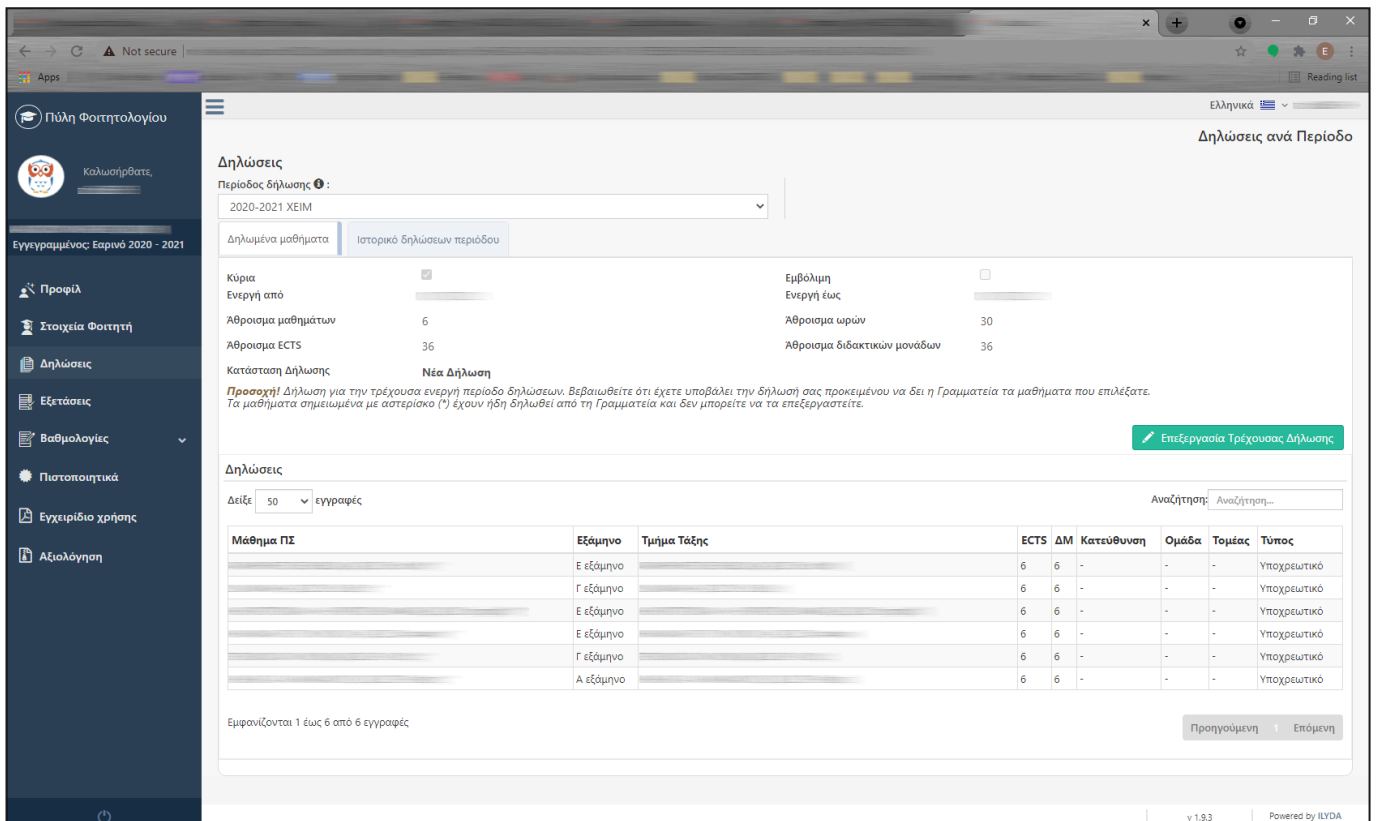 Not secure
E
Apps
Reading list
Πύλη Φοιτητολογίου
Ελληνικά
Δηλώσεις ανά Περίοδο
Καλωσήρθατε,
Εγγεγραμμένος: Εαρινό 2020 - 2021
Προφίλ
Στοιχεία Φοιτητή
Δηλώσεις
Εξετάσεις
Βαθμολογίες
Πιστοποιητικά
Εγχειρίδιο χρήσης
Αξιολόγηση
Δηλώσεις
Περίοδος δήλωσης :
2020-2021 ΧΕΙΜ
Δηλωμένα μαθήματα Ιστορικό δηλώσεων περιόδου
Κύρια Εμβόλιμη
Ενεργή από Ενεργή έως
Άθροισμα μαθημάτων 6 Άθροισμα ωρών 30
Άθροισμα ECTS 36 Άθροισμα διδακτικών μονάδων 36
Κατάσταση Δήλωσης Νέα Δήλωση
Προσοχή! Δήλωση για την τρέχουσα ενεργή περίοδο δηλώσεων. Βεβαιωθείτε ότι έχετε υποβάλει την δήλωσή σας προκειμένου να δει η Γραμματεία τα μαθήματα που επιλέξατε.
Τα μαθήματα σημειωμένα με αστερίσκο (*) έχουν ήδη δηλωθεί από τη Γραμματεία και δεν μπορείτε να τα επεξεργαστείτε.
Επεξεργασία Τρέχουσας Δήλωσης
Δηλώσεις
Δείξε 50 εγγραφές Αναζήτηση: Αναζήτηση...
Μάθημα ΠΣ Εξάμηνο Τμήμα Τάξης ECTS ΔΜ Κατεύθυνση Ομάδα Τομέας Τύπος
Ε εξάμηνο 6 6 - - - Υποχρεωτικό
Γ εξάμηνο 6 6 - - - Υποχρεωτικό
Ε εξάμηνο 6 6 - - - Υποχρεωτικό
Ε εξάμηνο 6 6 - - - Υποχρεωτικό
Γ εξάμηνο 6 6 - - - Υποχρεωτικό
Α εξάμηνο 6 6 - - - Υποχρεωτικό
Εμφανίζονται 1 έως 6 από 6 εγγραφές
Προηγούμενη 1 Επόμενη
v 1.9.3 Powered by ILYDA